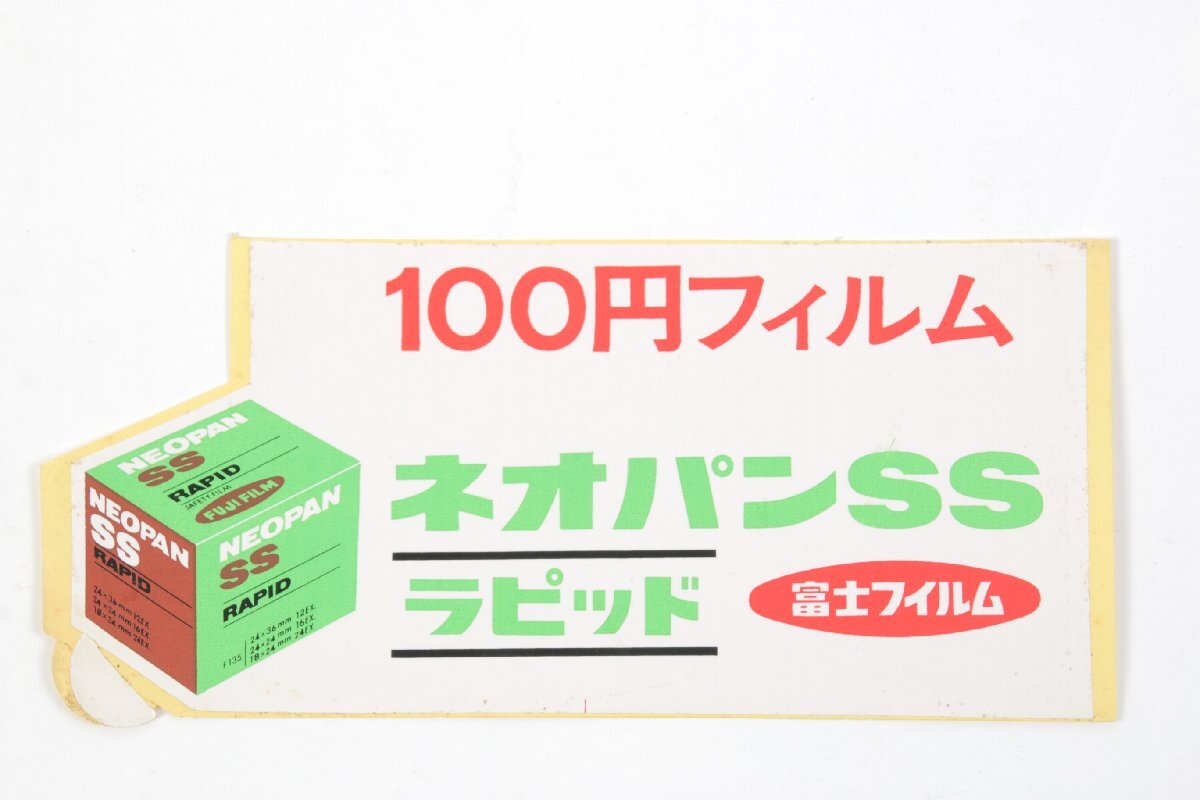 100円フィルム
ネオパンSS
ラピッド
富士フイルム
NEOPAN
SS
RAPID
SAFETY FILM
FUJI FILM
NEOPAN
SS
RAPID
24×36mm 12EX.
24×24mm 16EX.
18×24mm 24EX.
NEOPAN
SS
RAPID
F135
24×36mm 12EX.
24×24mm 16EX.
18×24mm 24EX.